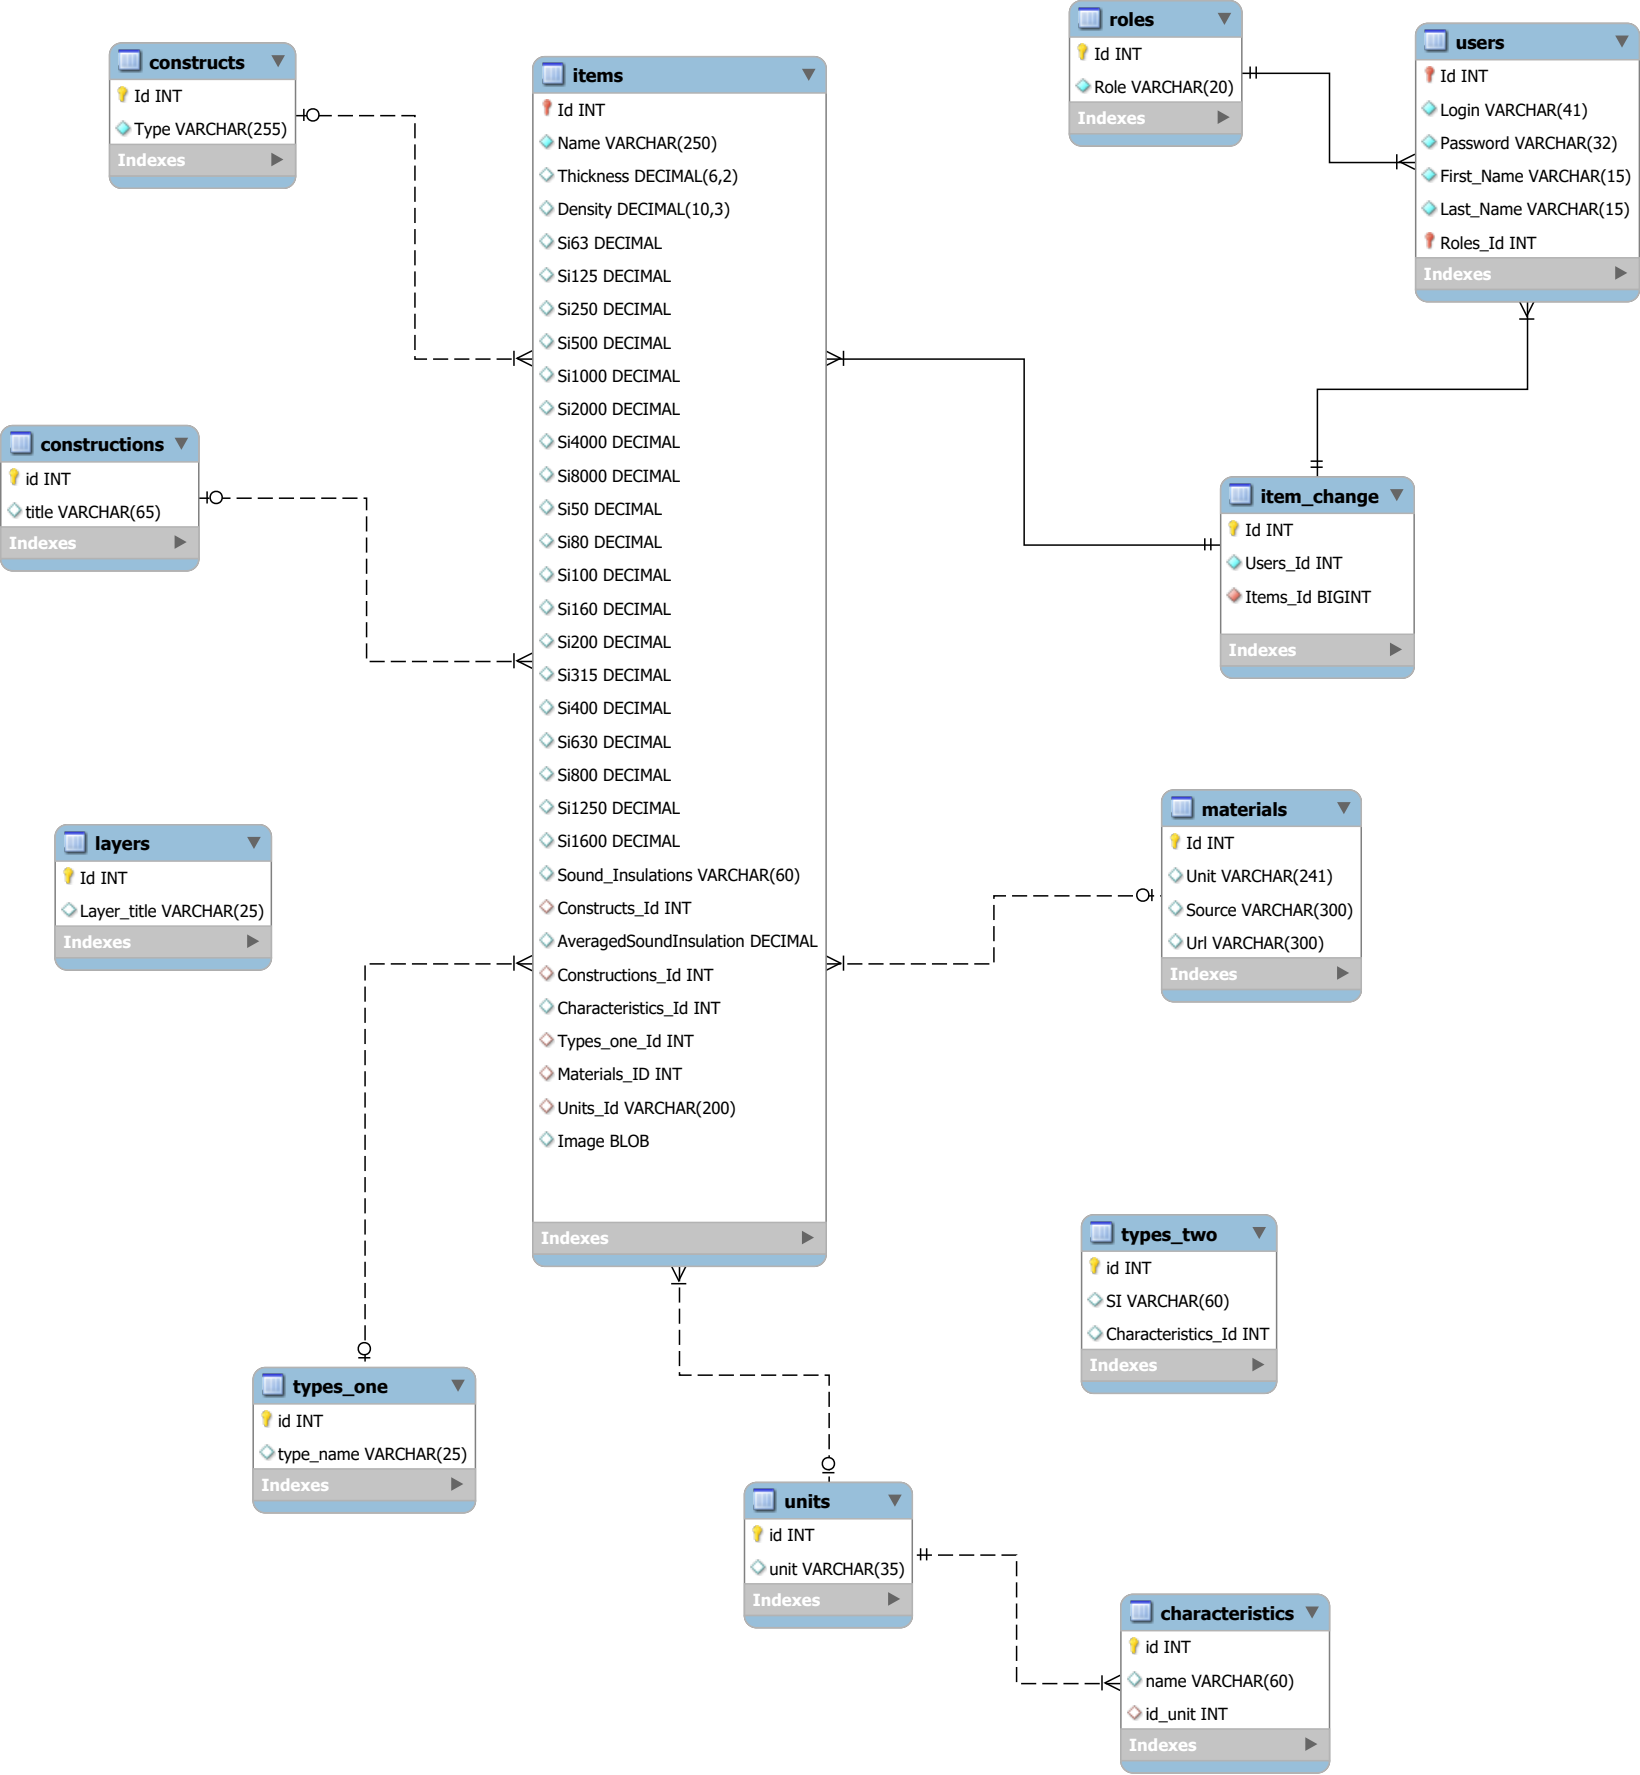 constructs
Id INT
Type VARCHAR(255)
Indexes
items
Id INT
Name VARCHAR(250)
Thickness DECIMAL(6,2)
Density DECIMAL(10,3)
Si63 DECIMAL
Si125 DECIMAL
Si250 DECIMAL
Si500 DECIMAL
Si1000 DECIMAL
Si2000 DECIMAL
Si4000 DECIMAL
Si8000 DECIMAL
Si50 DECIMAL
Si80 DECIMAL
Si100 DECIMAL
Si160 DECIMAL
Si200 DECIMAL
Si315 DECIMAL
Si400 DECIMAL
Si630 DECIMAL
Si800 DECIMAL
Si1250 DECIMAL
Si1600 DECIMAL
Sound_Insulations VARCHAR(60)
Constructs_Id INT
AveragedSoundInsulation DECIMAL
Constructions_Id INT
Characteristics_Id INT
Types_one_Id INT
Materials_ID INT
Units_Id VARCHAR(200)
Image BLOB
Indexes
roles
Id INT
Role VARCHAR(20)
Indexes
users
Id INT
Login VARCHAR(41)
Password VARCHAR(32)
First_Name VARCHAR(15)
Last_Name VARCHAR(15)
Roles_Id INT
Indexes
constructions
id INT
title VARCHAR(65)
Indexes
item_change
Id INT
Users_Id INT
Items_Id BIGINT
Indexes
layers
Id INT
Layer_title VARCHAR(25)
Indexes
materials
Id INT
Unit VARCHAR(241)
Source VARCHAR(300)
Url VARCHAR(300)
Indexes
types_two
id INT
SI VARCHAR(60)
Characteristics_Id INT
Indexes
types_one
id INT
type_name VARCHAR(25)
Indexes
units
id INT
unit VARCHAR(35)
Indexes
characteristics
id INT
name VARCHAR(60)
id_unit INT
Indexes